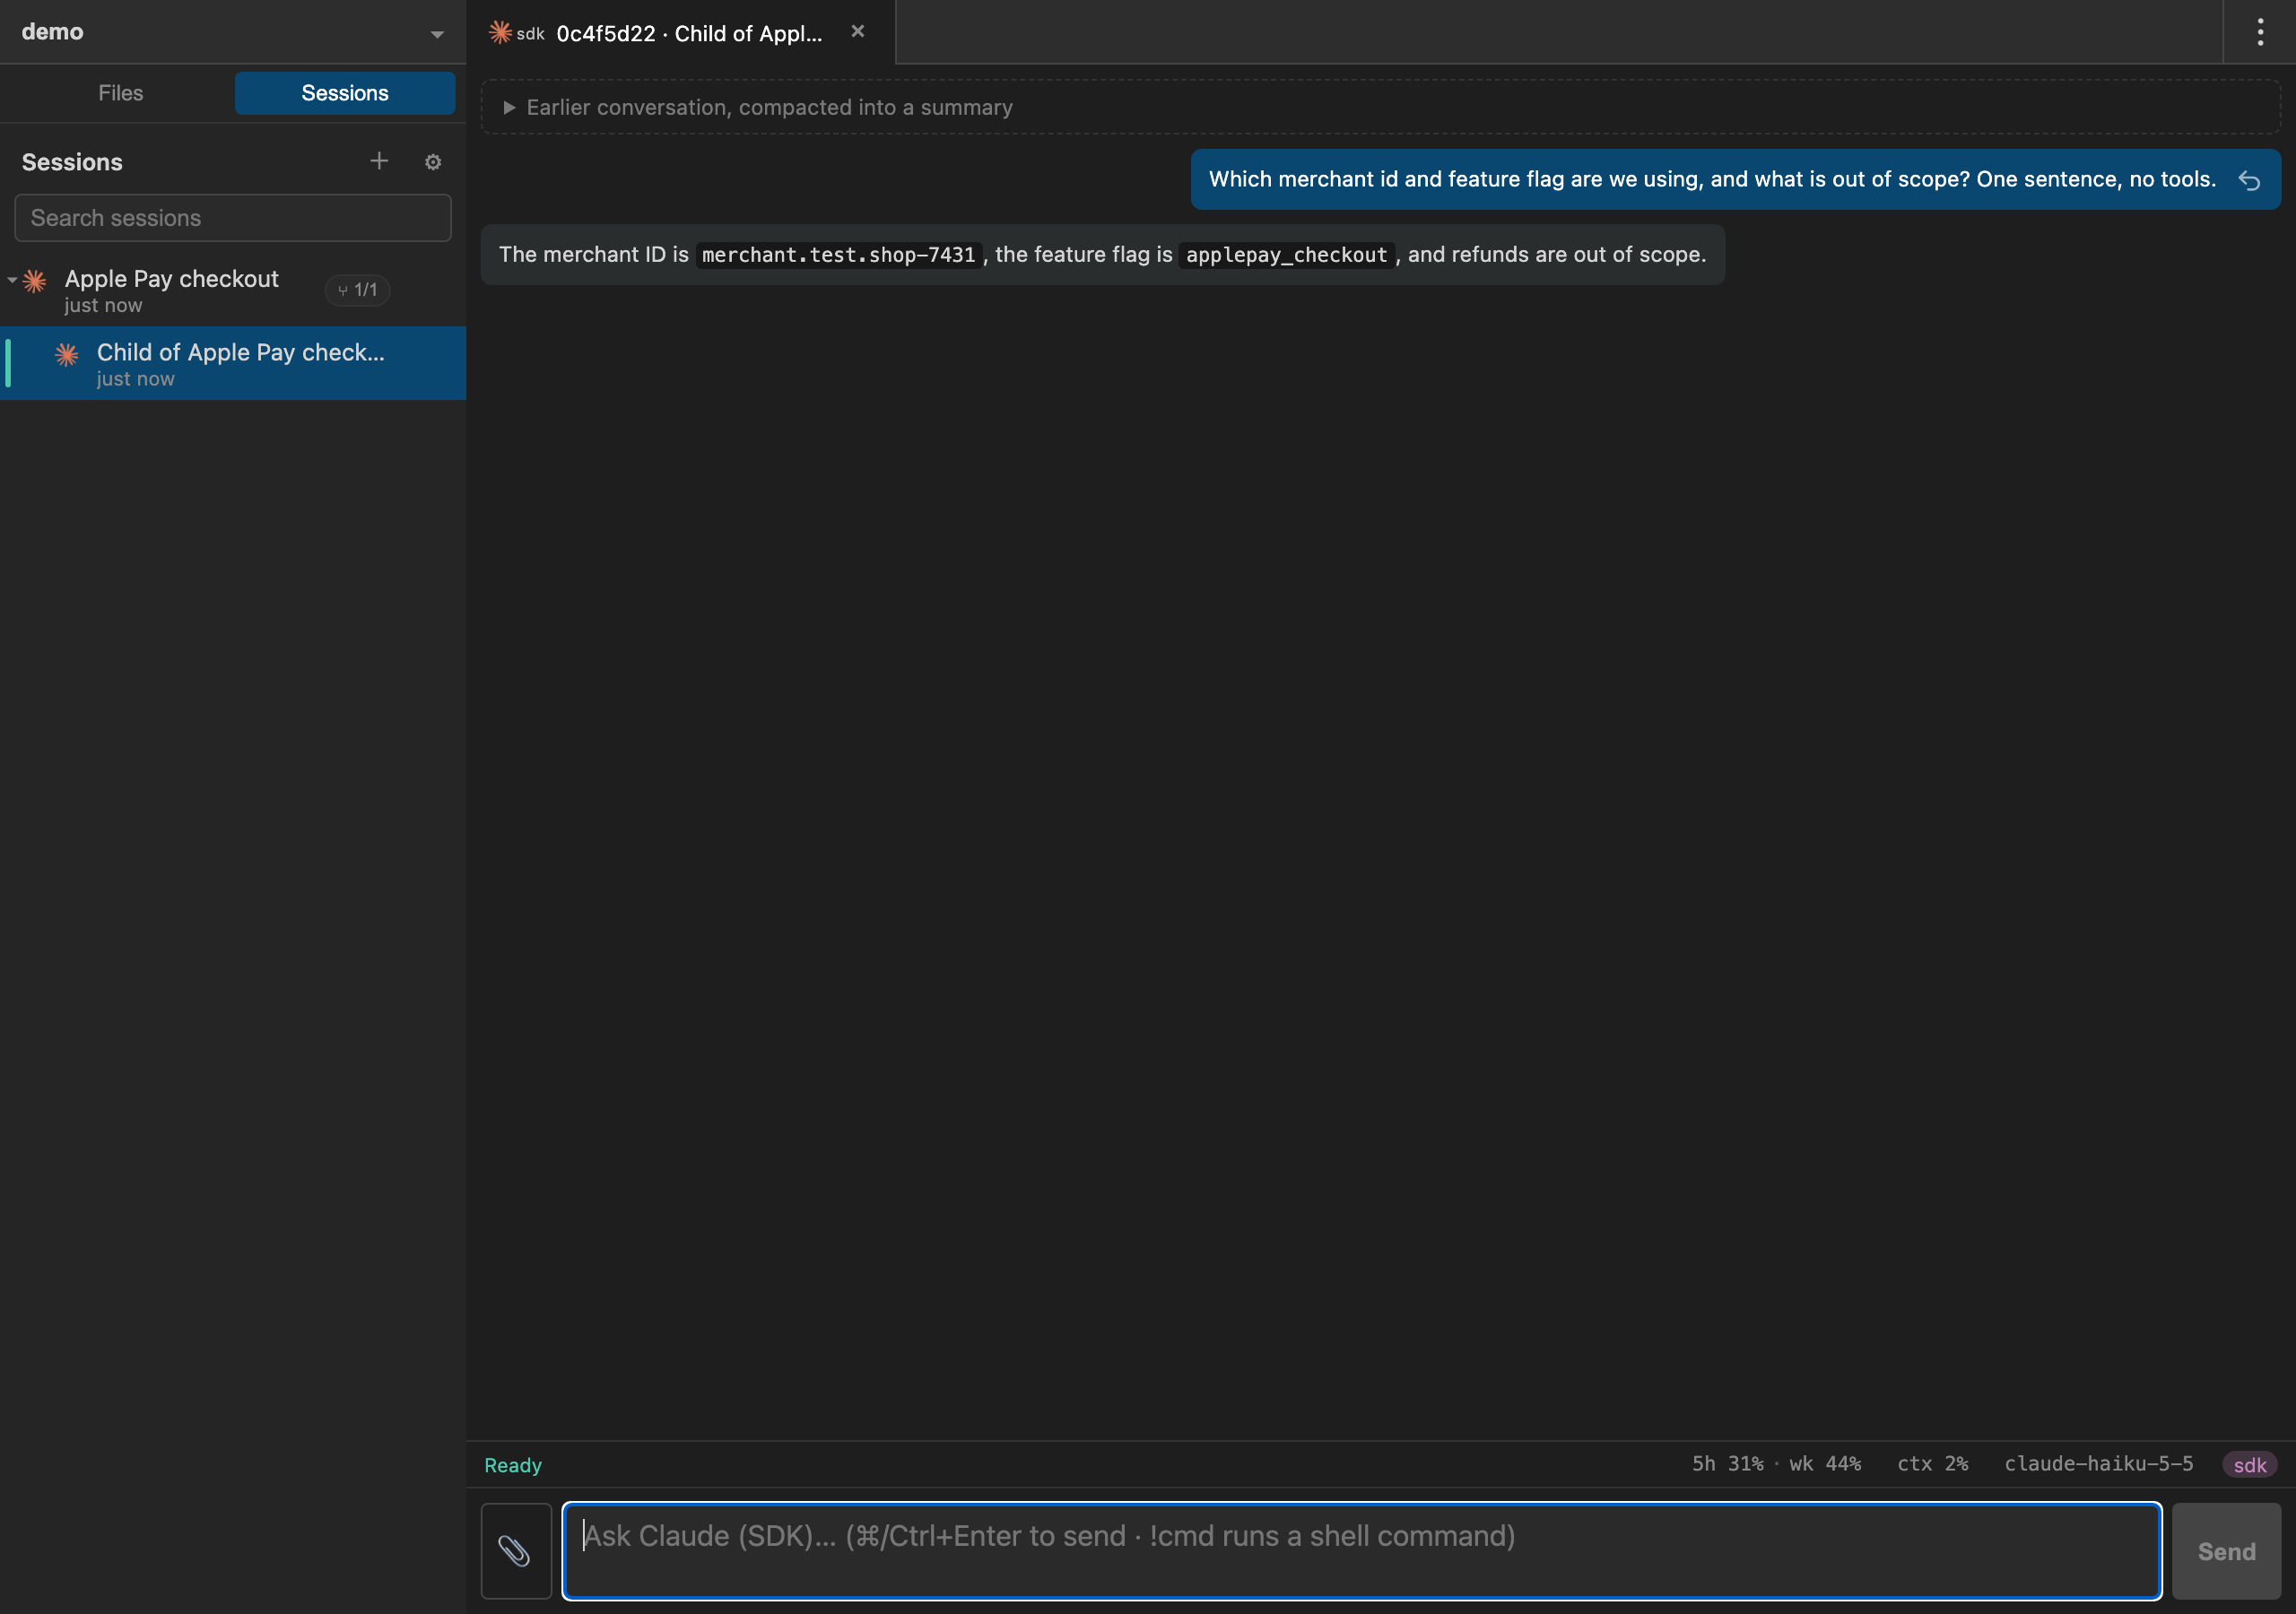 demo
Files
Sessions
Sessions
Search sessions
Apple Pay checkout
just now
1/1
Child of Apple Pay check...
just now
sdk 0c4f5d22 · Child of Appl...
Earlier conversation, compacted into a summary
Which merchant id and feature flag are we using, and what is out of scope? One sentence, no tools.
The merchant ID is merchant.test.shop-7431, the feature flag is applepay_checkout, and refunds are out of scope.
Ready
5h 31% · wk 44% ctx 2% claude-haiku-5-5 sdk
Ask Claude (SDK)... (⌘/Ctrl+Enter to send · !cmd runs a shell command)
Send